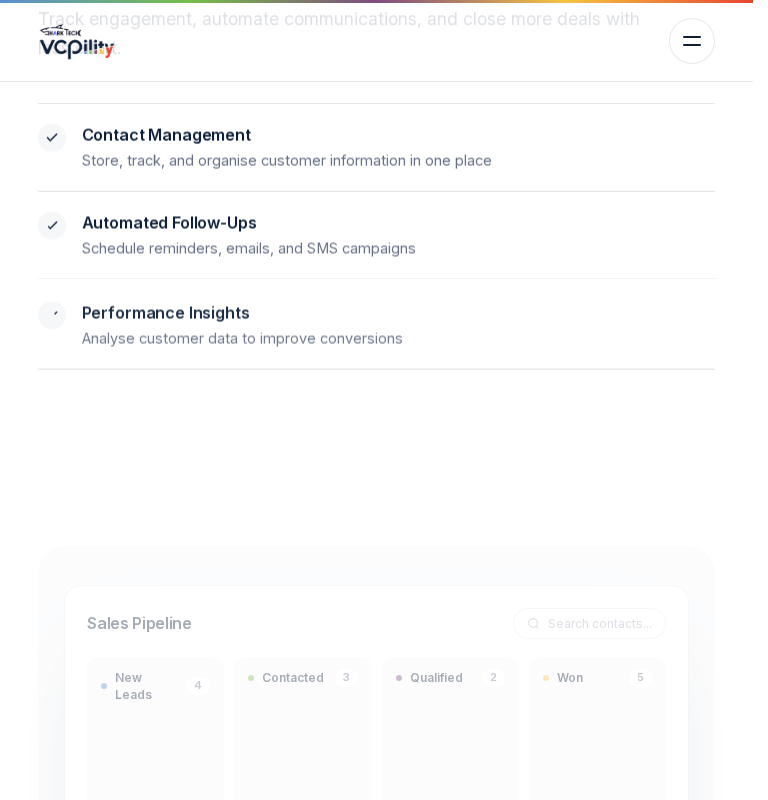 Track engagement, automate communications, and close more deals with
SHARK TECH
vcpility
Contact Management
Store, track, and organise customer information in one place
Automated Follow-Ups
Schedule reminders, emails, and SMS campaigns
Performance Insights
Analyse customer data to improve conversions
Sales Pipeline
Search contacts...
New Leads
4
Contacted
3
Qualified
2
Won
5